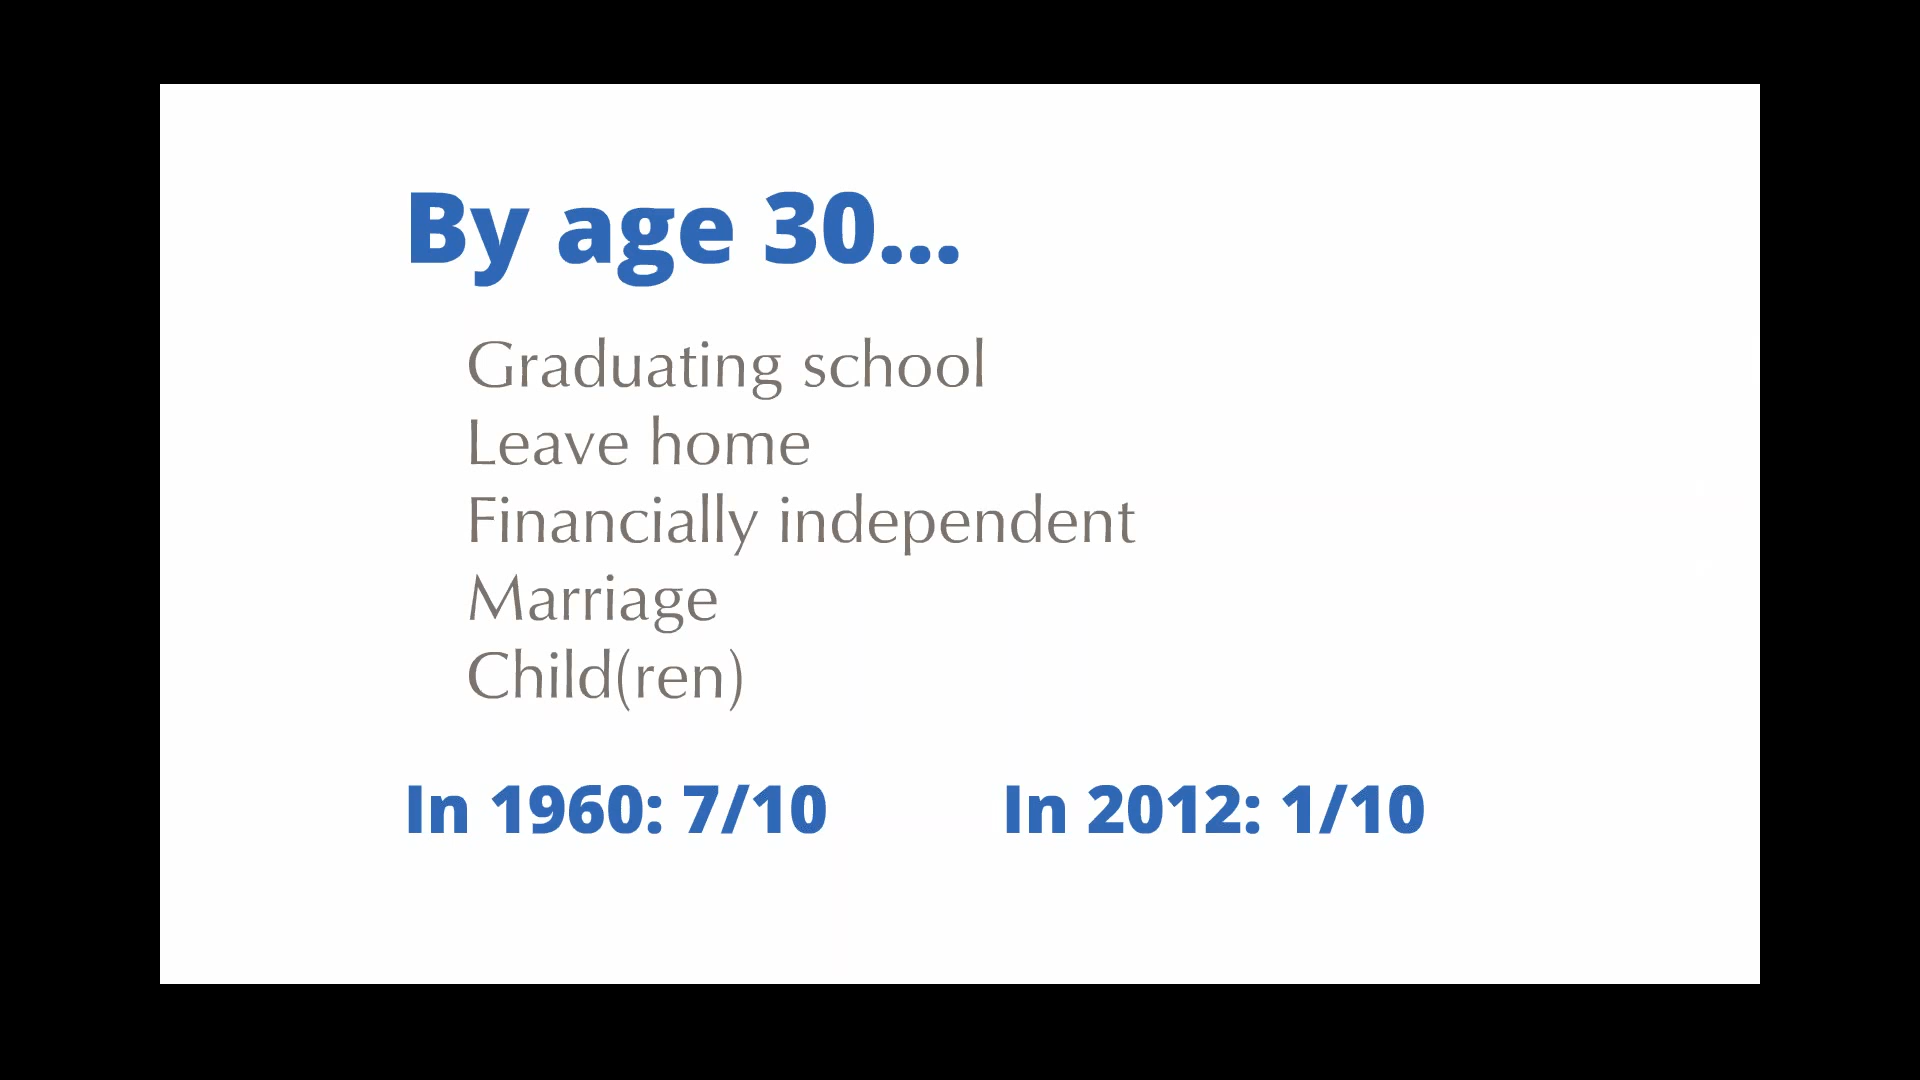 By age 30...
Graduating school
Leave home
Financially independent
Marriage
Child(ren)
In 1960: 7/10
In 2012: 1/10